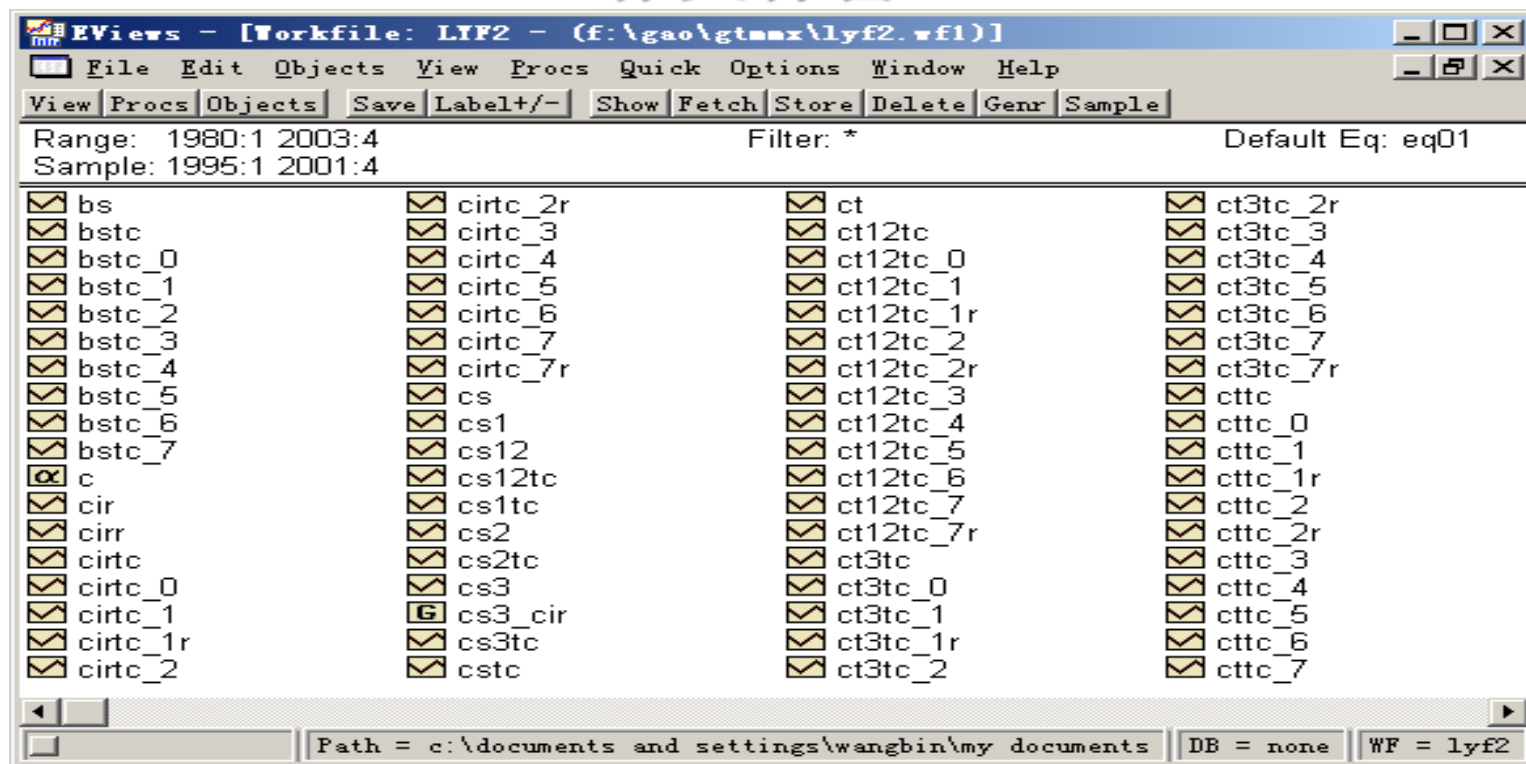 EViews - [Workfile: LYF2 - (f:\gao\gtmmx\lyf2.wf1)]
File Edit Objects View Procs Quick Options Window Help
View Procs Objects Save Label+/- Show Fetch Store Delete Genr Sample
Range: 1980:1 2003:4 Filter: * Default Eq: eq01
Sample: 1995:1 2001:4
bs cirtc_2r ct ct3tc_2r
bstc cirtc_3 ct12tc ct3tc_3
bstc_0 cirtc_4 ct12tc_0 ct3tc_4
bstc_1 cirtc_5 ct12tc_1 ct3tc_5
bstc_2 cirtc_6 ct12tc_1r ct3tc_6
bstc_3 cirtc_7 ct12tc_2 ct3tc_7
bstc_4 cirtc_7r ct12tc_2r ct3tc_7r
bstc_5 cs ct12tc_3 cttc
bstc_6 cs1 ct12tc_4 cttc_0
bstc_7 cs12 ct12tc_5 cttc_1
α c cs12tc ct12tc_6 cttc_1r
cir cs1tc ct12tc_7 cttc_2
cirr cs2 ct12tc_7r cttc_2r
cirtc cs2tc ct3tc cttc_3
cirtc_0 cs3 ct3tc_0 cttc_4
cirtc_1 G cs3_cir ct3tc_1 cttc_5
cirtc_1r cs3tc ct3tc_1r cttc_6
cirtc_2 cstc ct3tc_2 cttc_7
Path = c:\documents and settings\wangbin\my documents DB = none WF = lyf2